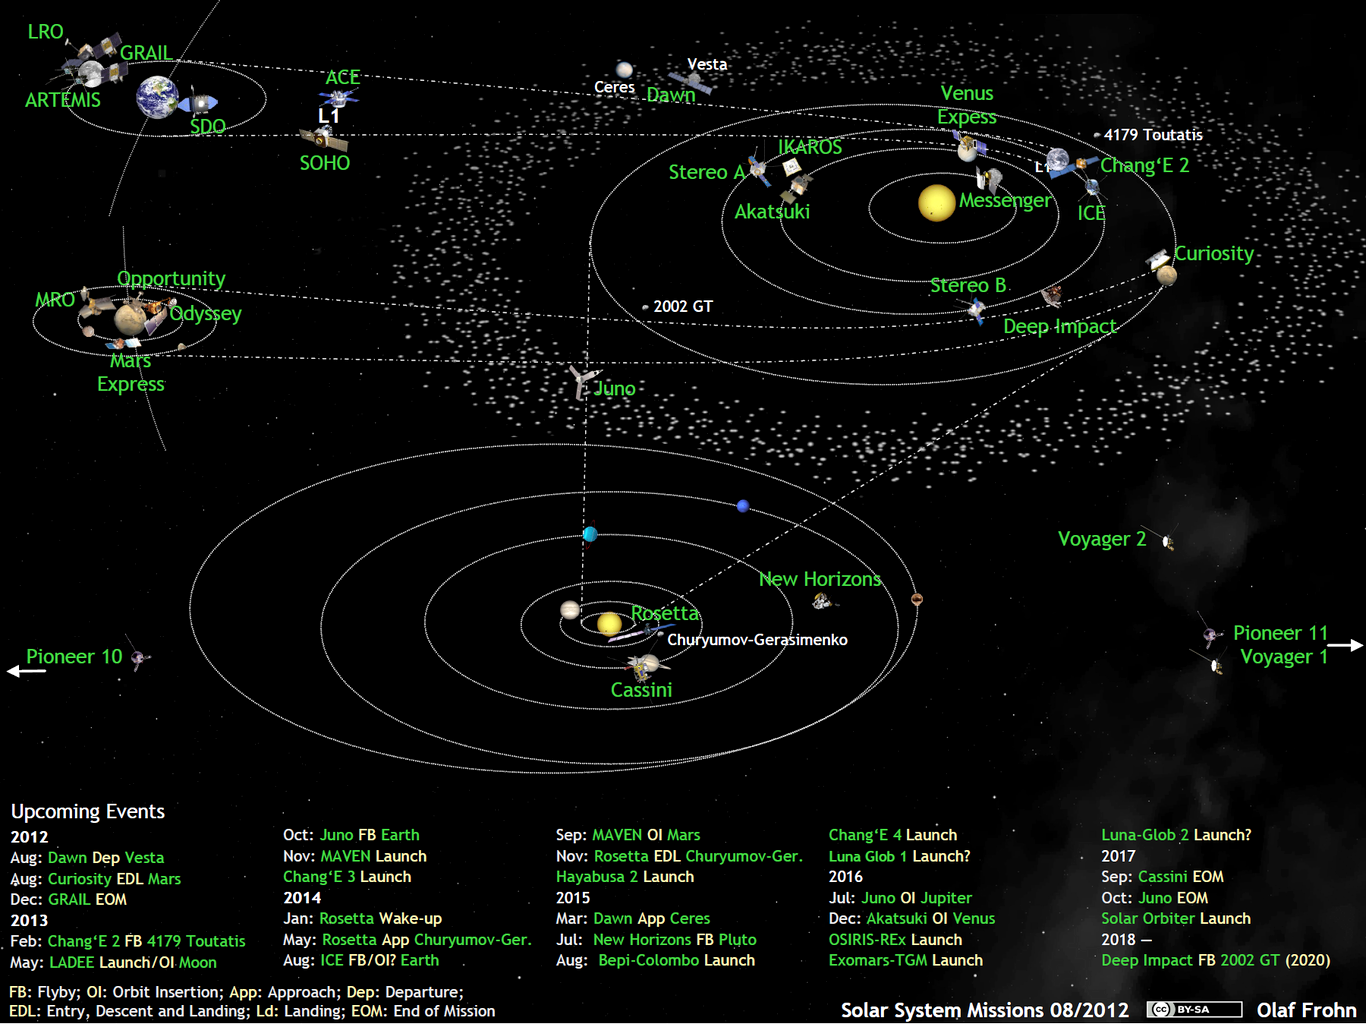 LRO
GRAIL
ARTEMIS
SDO
ACE
L1
SOHO
Ceres
Vesta
Dawn
Venus
Expess
4179 Toutatis
IKAROS
Stereo A
Akatsuki
Messenger
L1
Chang‘E 2
ICE
Curiosity
Stereo B
Deep Impact
2002 GT
Opportunity
MRO
Odyssey
Mars
Express
Juno
Voyager 2
New Horizons
Rosetta
Churyumov-Gerasimenko
Cassini
Pioneer 10
Pioneer 11
Voyager 1
Upcoming Events
2012
Aug: Dawn Dep Vesta
Aug: Curiosity EDL Mars
Dec: GRAIL EOM
2013
Feb: Chang‘E 2 FB 4179 Toutatis
May: LADEE Launch/OI Moon
Oct: Juno FB Earth
Nov: MAVEN Launch
Chang‘E 3 Launch
2014
Jan: Rosetta Wake-up
May: Rosetta App Churyumov-Ger.
Aug: ICE FB/OI? Earth
Sep: MAVEN OI Mars
Nov: Rosetta EDL Churyumov-Ger.
Hayabusa 2 Launch
2015
Mar: Dawn App Ceres
Jul: New Horizons FB Pluto
Aug: Bepi-Colombo Launch
Chang‘E 4 Launch
Luna Glob 1 Launch?
2016
Jul: Juno OI Jupiter
Dec: Akatsuki OI Venus
OSIRIS-REx Launch
Exomars-TGM Launch
Luna-Glob 2 Launch?
2017
Sep: Cassini EOM
Oct: Juno EOM
Solar Orbiter Launch
2018 —
Deep Impact FB 2002 GT (2020)
FB: Flyby; OI: Orbit Insertion; App: Approach; Dep: Departure;
EDL: Entry, Descent and Landing; Ld: Landing; EOM: End of Mission
Solar System Missions 08/2012 cc BY-SA Olaf Frohn